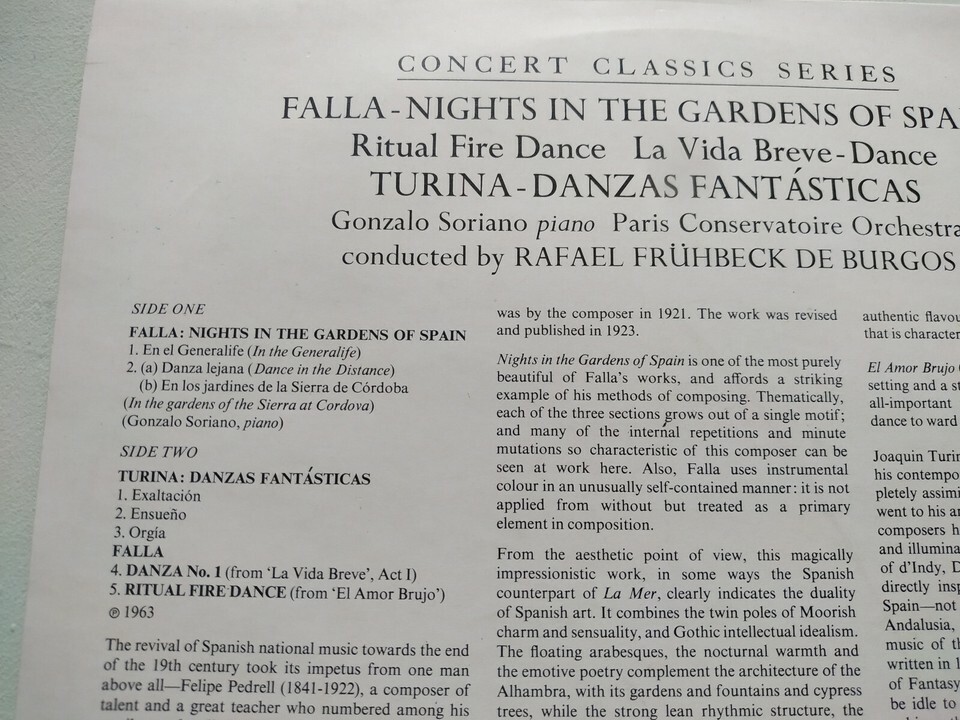 CONCERT CLASSICS SERIES
FALLA-NIGHTS IN THE GARDENS OF
Ritual Fire Dance La Vida Breve-Dance
TURINA-DANZAS FANTÁSTICAS
Gonzalo Soriano piano Paris Conservatoire Orchestra
conducted by RAFAEL FRÜHBECK DE BURGOS
SIDE ONE
FALLA: NIGHTS IN THE GARDENS OF SPAIN
1. En el Generalife (In the Generalife)
2. (a) Danza lejana (Dance in the Distance)
(b) En los jardines de la Sierra de Córdoba
(In the gardens of the Sierra at Cordova)
(Gonzalo Soriano, piano)
SIDE TWO
TURINA: DANZAS FANTÁSTICAS
1. Exaltación
2. Ensueño
3. Orgía
FALLA
4. DANZA No. 1 (from ‘La Vida Breve’, Act I)
5. RITUAL FIRE DANCE (from ‘El Amor Brujo’)
℗ 1963
The revival of Spanish national music towards the end
of the 19th century took its impetus from one man
above all—Felipe Pedrell (1841-1922), a composer of
talent and a great teacher who numbered among his
was by the composer in 1921. The work was revised
and published in 1923.
Nights in the Gardens of Spain is one of the most purely
beautiful of Falla’s works, and affords a striking
example of his methods of composing. Thematically,
each of the three sections grows out of a single motif;
and many of the internal repetitions and minute
mutations so characteristic of this composer can be
seen at work here. Also, Falla uses instrumental
colour in an unusually self-contained manner: it is not
applied from without but treated as a primary
element in composition.
From the aesthetic point of view, this magically
impressionistic work, in some ways the Spanish
counterpart of La Mer, clearly indicates the duality
of Spanish art. It combines the twin poles of Moorish
charm and sensuality, and Gothic intellectual idealism.
The floating arabesques, the nocturnal warmth and
the emotive poetry complement the architecture of the
Alhambra, with its gardens and fountains and cypress
trees, while the strong lean rhythmic structure, the
authentic
that is
El Amor Brujo
setting and a
all-important
dance to ward
Joaquin
his
pletely
went to his
composers
and
of d’Indy,
directly
Spain—not
Andalusia,
music of
written in
of Fantasy
be idle to